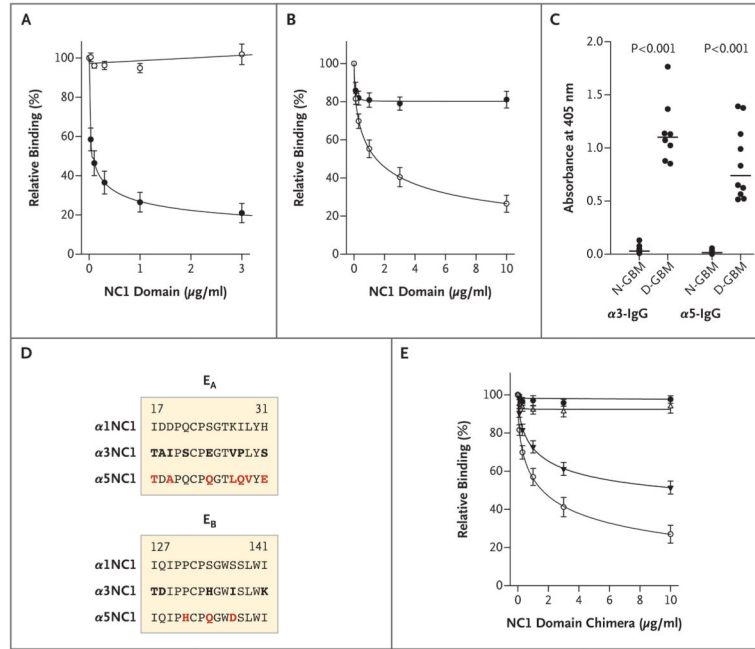 A
Relative Binding (%)
100
80
60
40
20
0
0
1
2
3
NC1 Domain (µg/ml)
B
Relative Binding (%)
100
80
60
40
20
0
0
2
4
6
8
10
NC1 Domain (µg/ml)
C
Absorbance at 405 nm
2.0
1.5
1.0
0.5
0.0
P<0.001 P<0.001
N-GBM
D-GBM
N-GBM
D-GBM
α3-IgG α5-IgG
D
EA
17 31
α1NC1 IDDPQCPSGTKILYH
α3NC1 TAIPSCPEGTVPLYS
α5NC1 TDAPQCPQGTLQVYE
EB
127 141
α1NC1 IQIPPCPSGWSSLWI
α3NC1 TDIPPCPHGWISLWK
α5NC1 IQIPHCPQGWDSLWI
E
Relative Binding (%)
100
80
60
40
20
0
0
2
4
6
8
10
NC1 Domain Chimera (µg/ml)